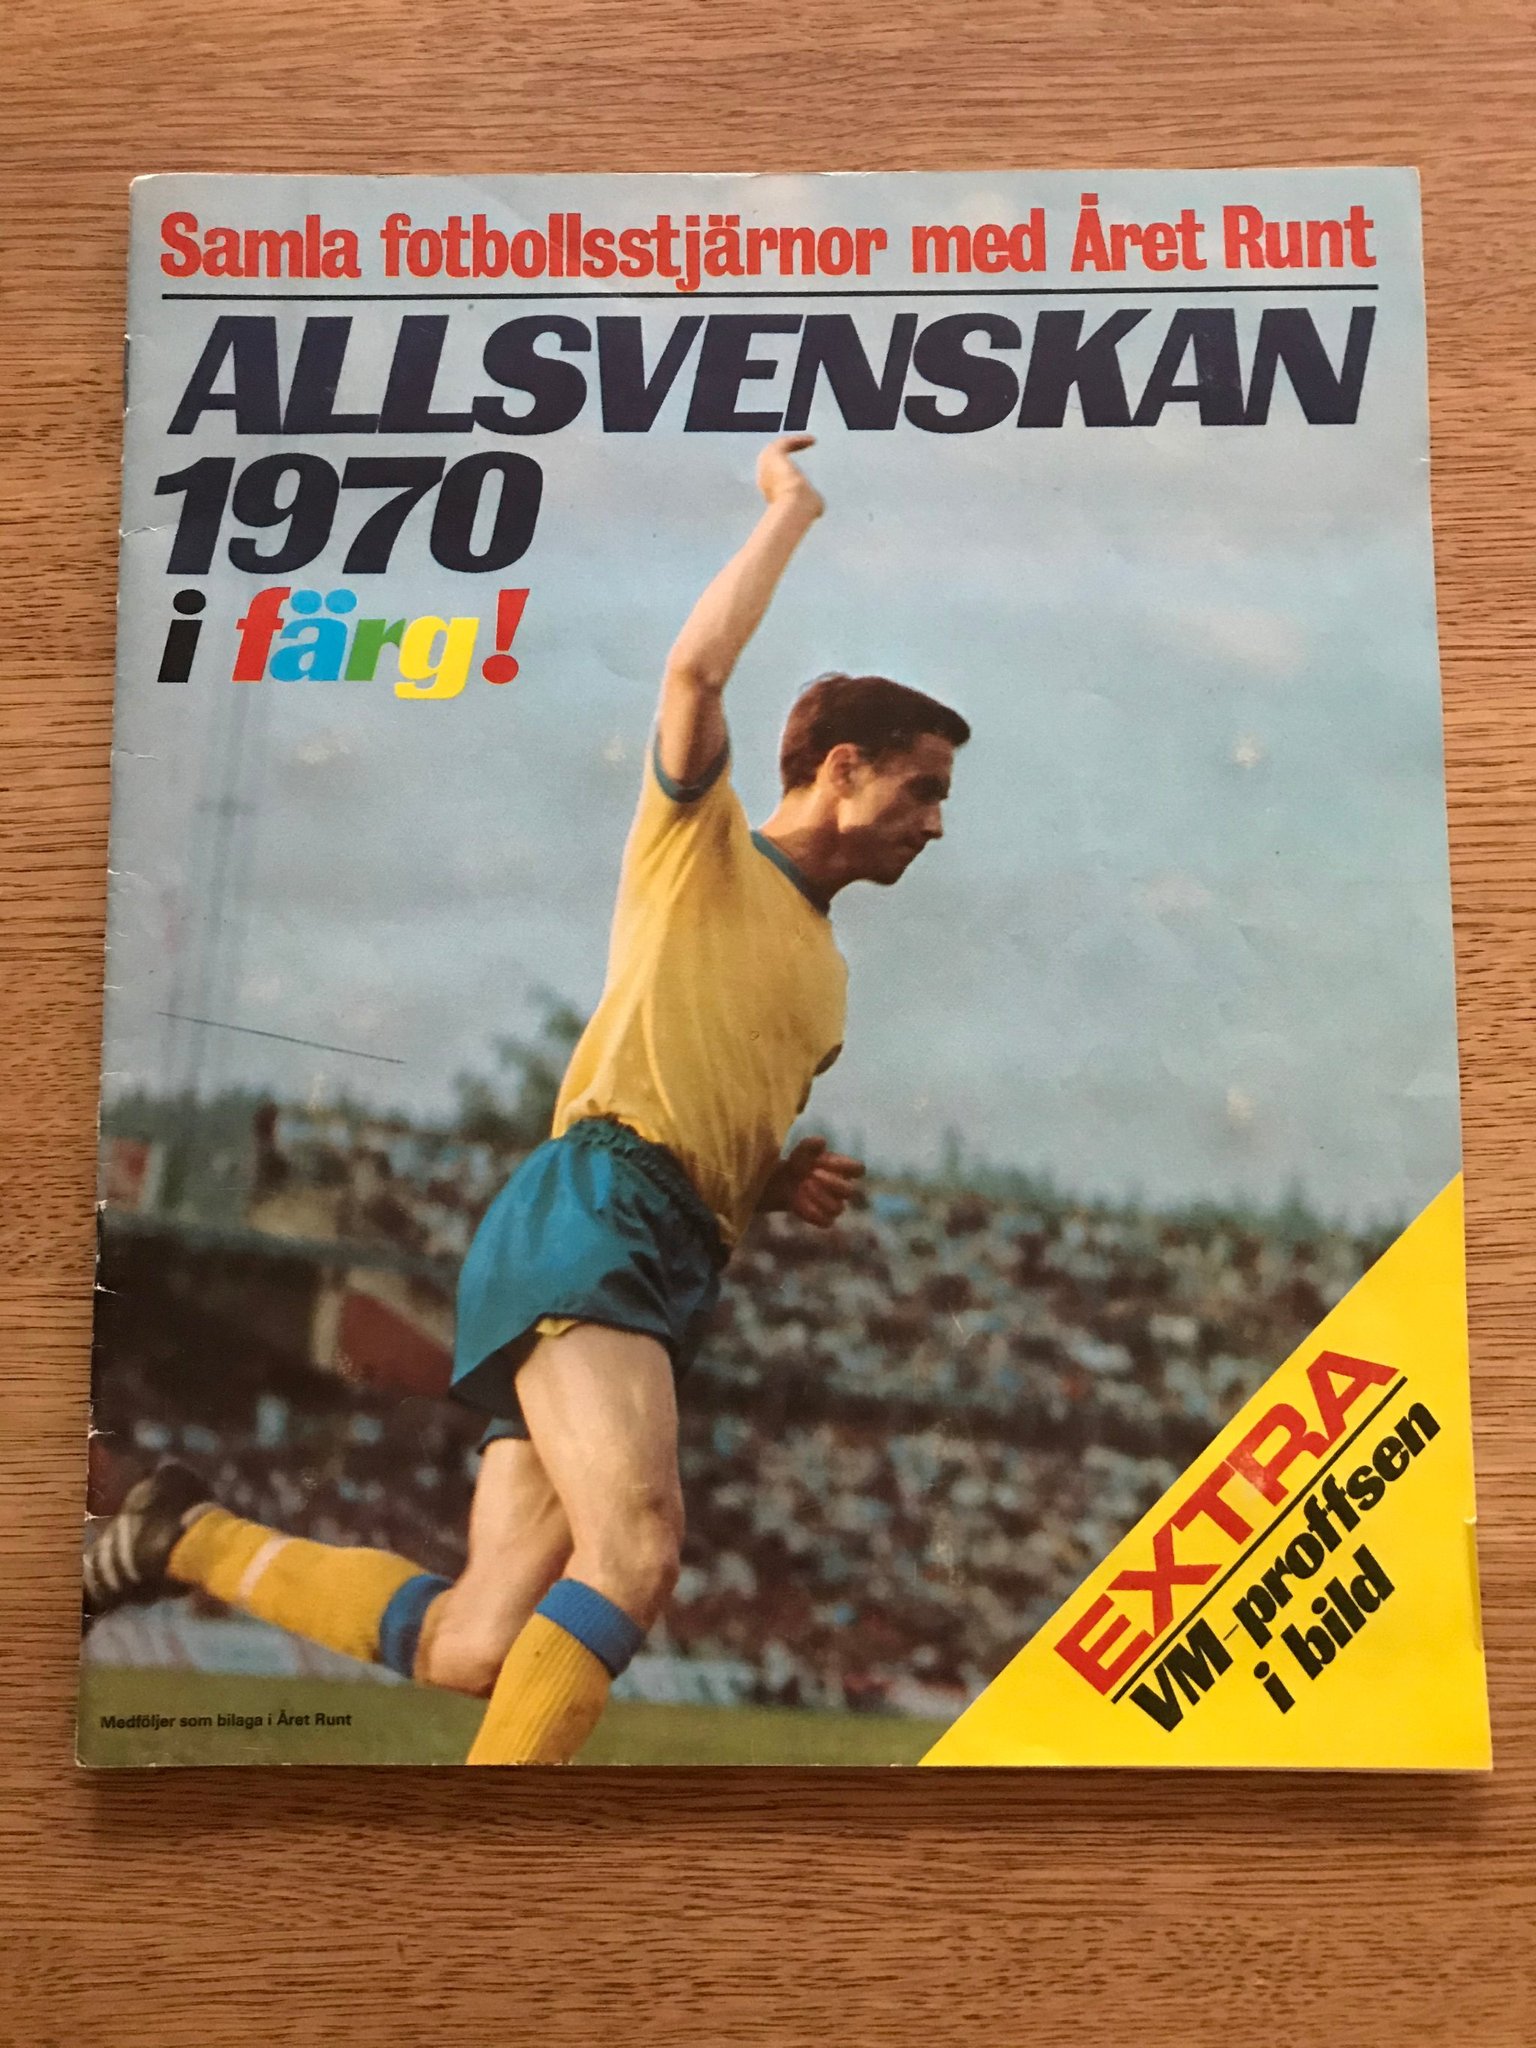 Samla fotbollsstjärnor med Året Runt
ALLSVENSKAN
1970
i färg!
EXTRA
VM-proffsen
i bild
Medföljer som bilaga i Året Runt